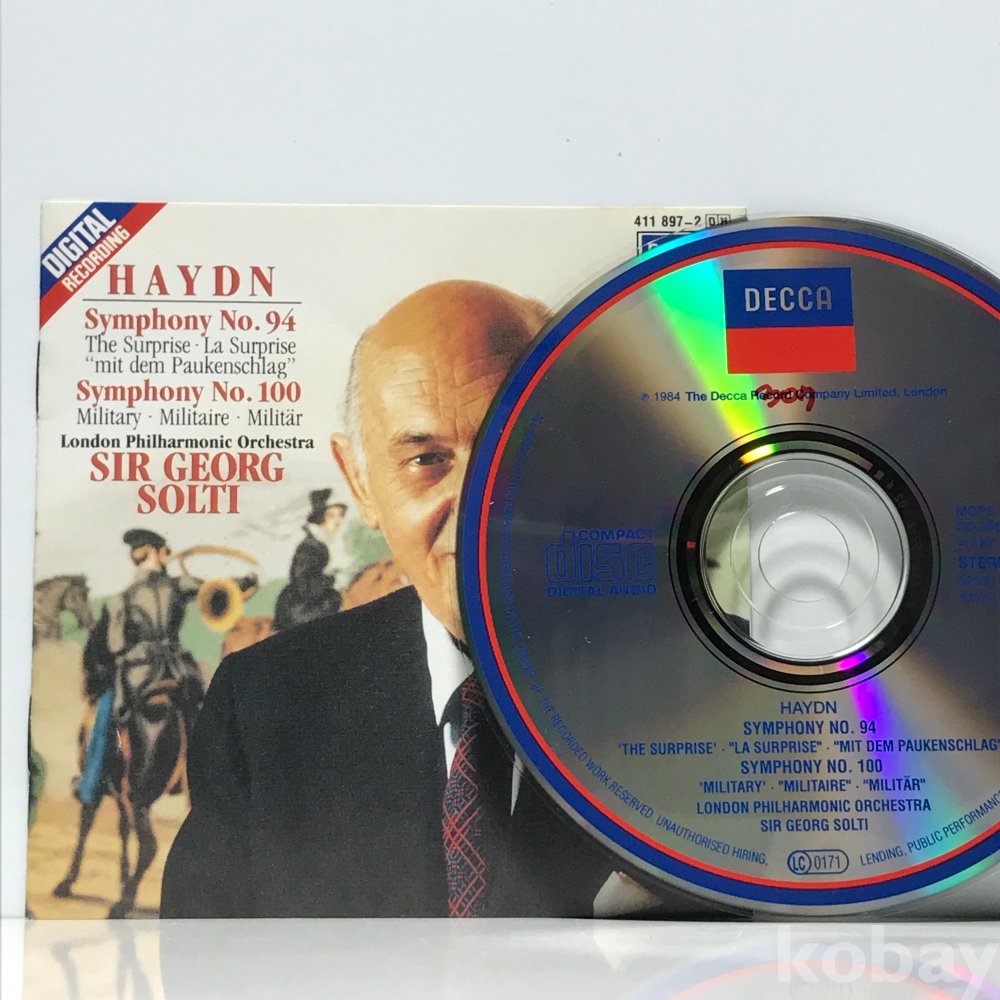 DIGITAL
RECORDING
HAYDN
Symphony No. 94
The Surprise · La Surprise
“mit dem Paukenschlag”
Symphony No. 100
Military · Militaire · Militär
London Philharmonic Orchestra
SIR GEORG
SOLTI
411 897-2 DH
DECCA
℗ 1984 The Decca Record Company Limited, London
COMPACT
disc
DIGITAL AUDIO
HAYDN
SYMPHONY NO. 94
'THE SURPRISE' · "LA SURPRISE" · "MIT DEM PAUKENSCHLAG"
SYMPHONY NO. 100
'MILITARY' · "MILITAIRE" · "MILITÄR"
LONDON PHILHARMONIC ORCHESTRA
SIR GEORG SOLTI
OF THE RECORDED WORK RESERVED. UNAUTHORISED HIRING,
LC 0171
LENDING, PUBLIC PERFORMANCE
kobay